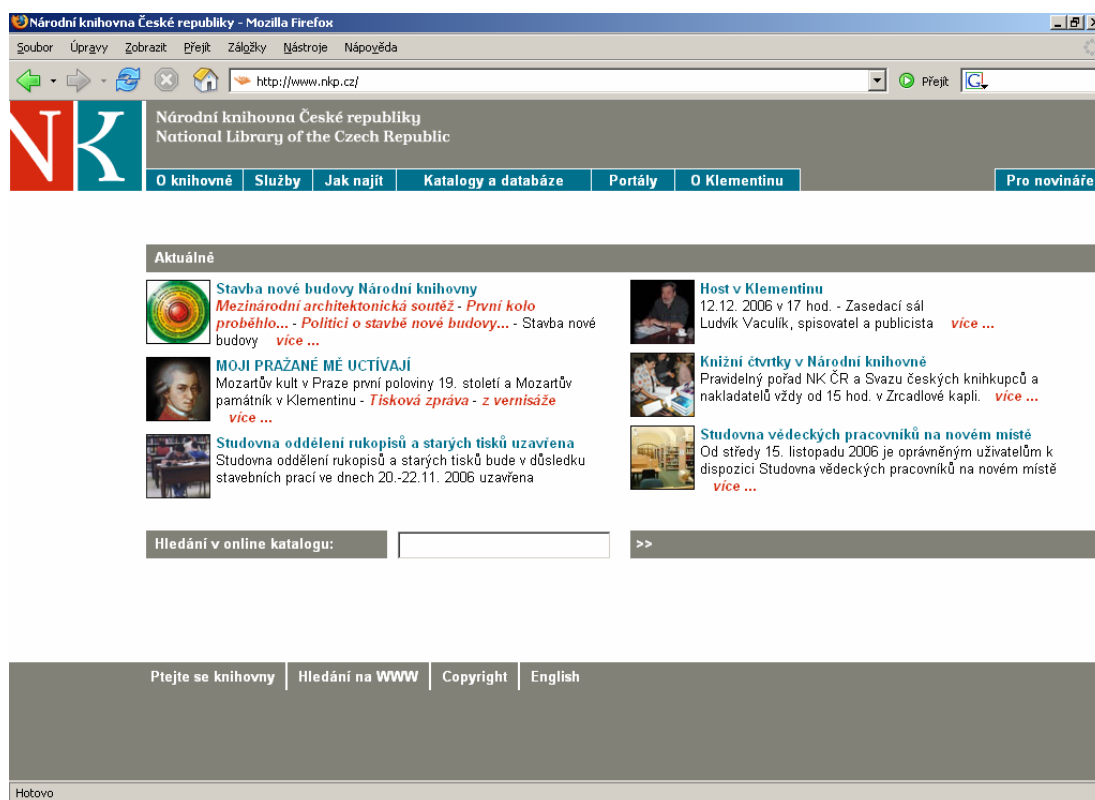 Národní knihovna České republiky - Mozilla Firefox
Soubor Úpravy Zobrazit Přejít Záložky Nástroje Nápověda
http://www.nkp.cz/ Přejít G
NK
Národní knihovna České republiky
National Library of the Czech Republic
O knihovně Služby Jak najít Katalogy a databáze Portály O Klementinu Pro novináře
Aktuálně
Stavba nové budovy Národní knihovny
Mezinárodní architektonická soutěž - První kolo
proběhlo... - Politici o stavbě nové budovy... - Stavba nové
budovy více ...
MOJI PRAŽANÉ MĚ UCTÍVAJÍ
Mozartův kult v Praze první poloviny 19. století a Mozartův
památník v Klementinu - Tisková zpráva - z vernisáže
více ...
Studovna oddělení rukopisů a starých tisků uzavřena
Studovna oddělení rukopisů a starých tisků bude v důsledku
stavebních prací ve dnech 20.-22.11. 2006 uzavřena
Host v Klementinu
12.12. 2006 v 17 hod. - Zasedací sál
Ludvík Vaculík, spisovatel a publicista více ...
Knižní čtvrtky v Národní knihovně
Pravidelný pořad NK ČR a Svazu českých knihkupců a
nakladatelů vždy od 15 hod. v Zrcadlové kapli. více ...
Studovna vědeckých pracovníků na novém místě
Od středy 15. listopadu 2006 je oprávněným uživatelům k
dispozici Studovna vědeckých pracovníků na novém místě
více ...
Hledání v online katalogu: >>
Ptejte se knihovny Hledání na WWW Copyright English
Hotovo